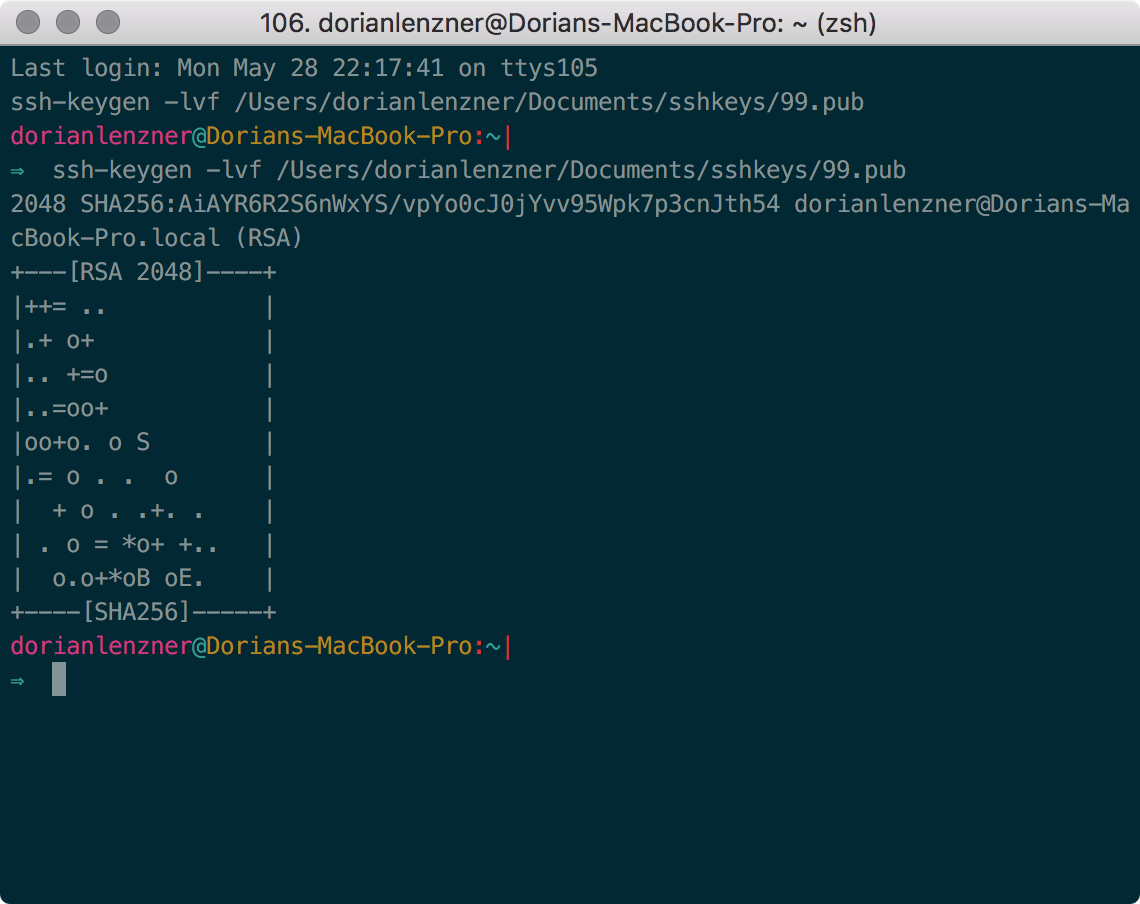 106. dorianlenzner@Dorians-MacBook-Pro: ~ (zsh)
Last login: Mon May 28 22:17:41 on ttys105
ssh-keygen -lvf /Users/dorianlenzner/Documents/sshkeys/99.pub
dorianlenzner@Dorians-MacBook-Pro:~|
⇒  ssh-keygen -lvf /Users/dorianlenzner/Documents/sshkeys/99.pub
2048 SHA256:AiAYR6R2S6nWxYS/vpYo0cJ0jYvv95Wpk7p3cnJth54 dorianlenzner@Dorians-Ma
cBook-Pro.local (RSA)
+---[RSA 2048]----+
|++= ..           |
|.+ o+            |
|.. +=o           |
|..=oo+           |
|oo+o. o S        |
|.= o . .  o      |
|  + o . .+. .    |
| . o = *o+ +..   |
|  o.o+*oB oE.    |
+----[SHA256]-----+
dorianlenzner@Dorians-MacBook-Pro:~|
⇒